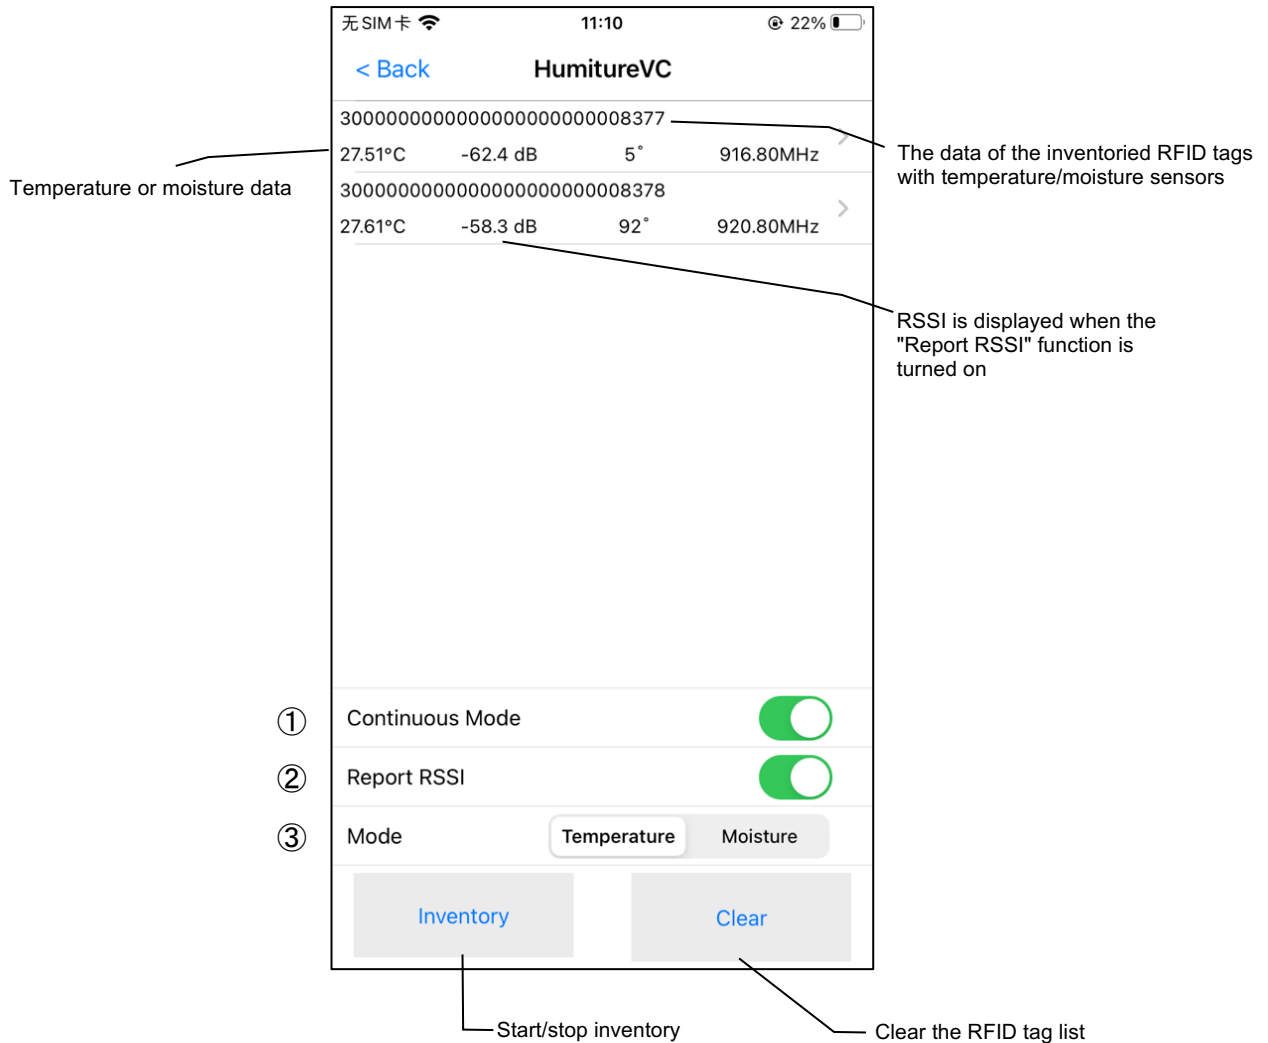 无SIM卡 11:10 22%
< Back HumitureVC
300000000000000000000008377
27.51°C -62.4 dB 5° 916.80MHz
300000000000000000000008378
27.61°C -58.3 dB 92° 920.80MHz
Temperature or moisture data
The data of the inventoried RFID tags
with temperature/moisture sensors
RSSI is displayed when the
"Report RSSI" function is
turned on
① Continuous Mode
② Report RSSI
③ Mode Temperature Moisture
Inventory Clear
Start/stop inventory
Clear the RFID tag list